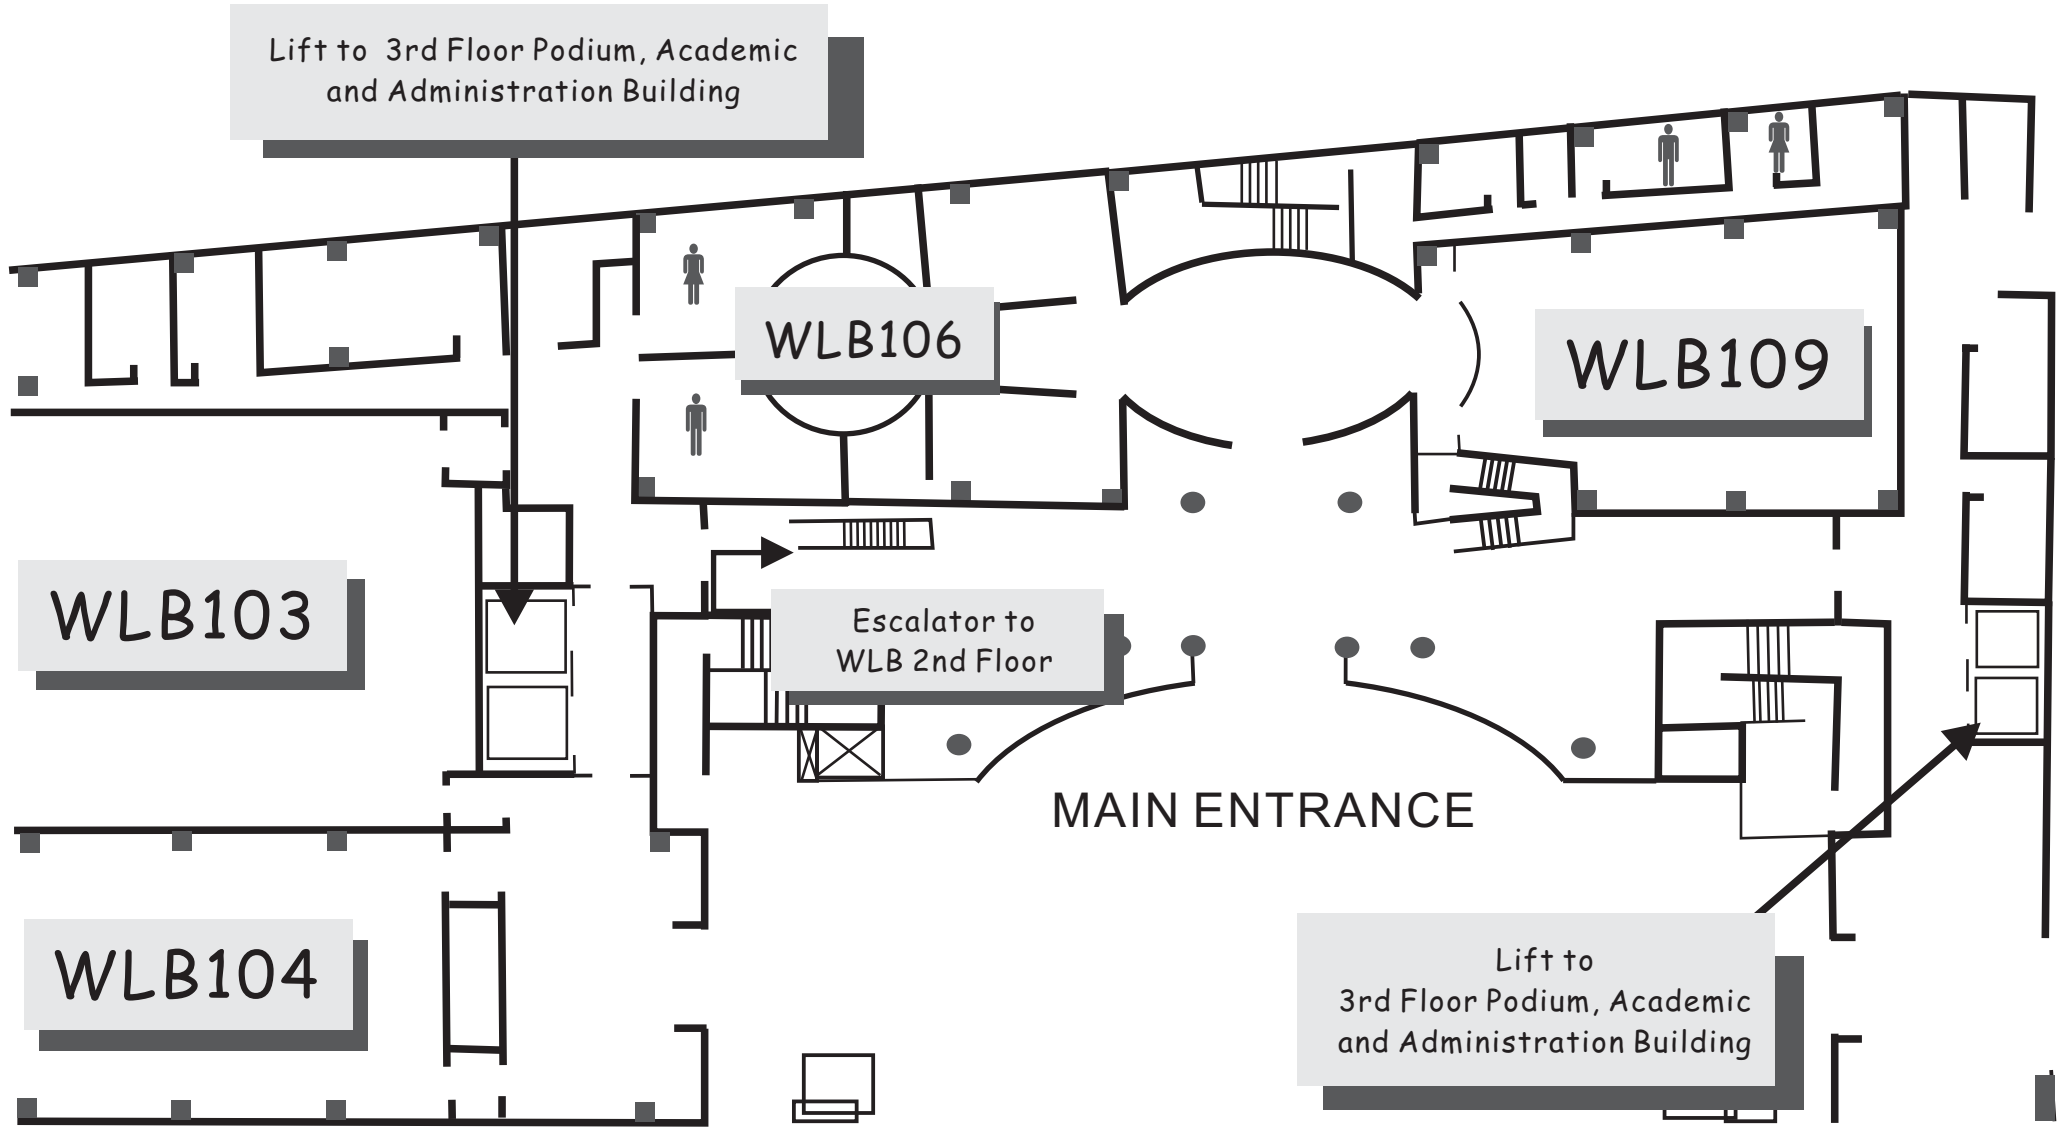 Lift to 3rd Floor Podium, Academic
and Administration Building
WLB106
WLB109
WLB103
Escalator to
WLB 2nd Floor
MAIN ENTRANCE
WLB104
Lift to
3rd Floor Podium, Academic
and Administration Building